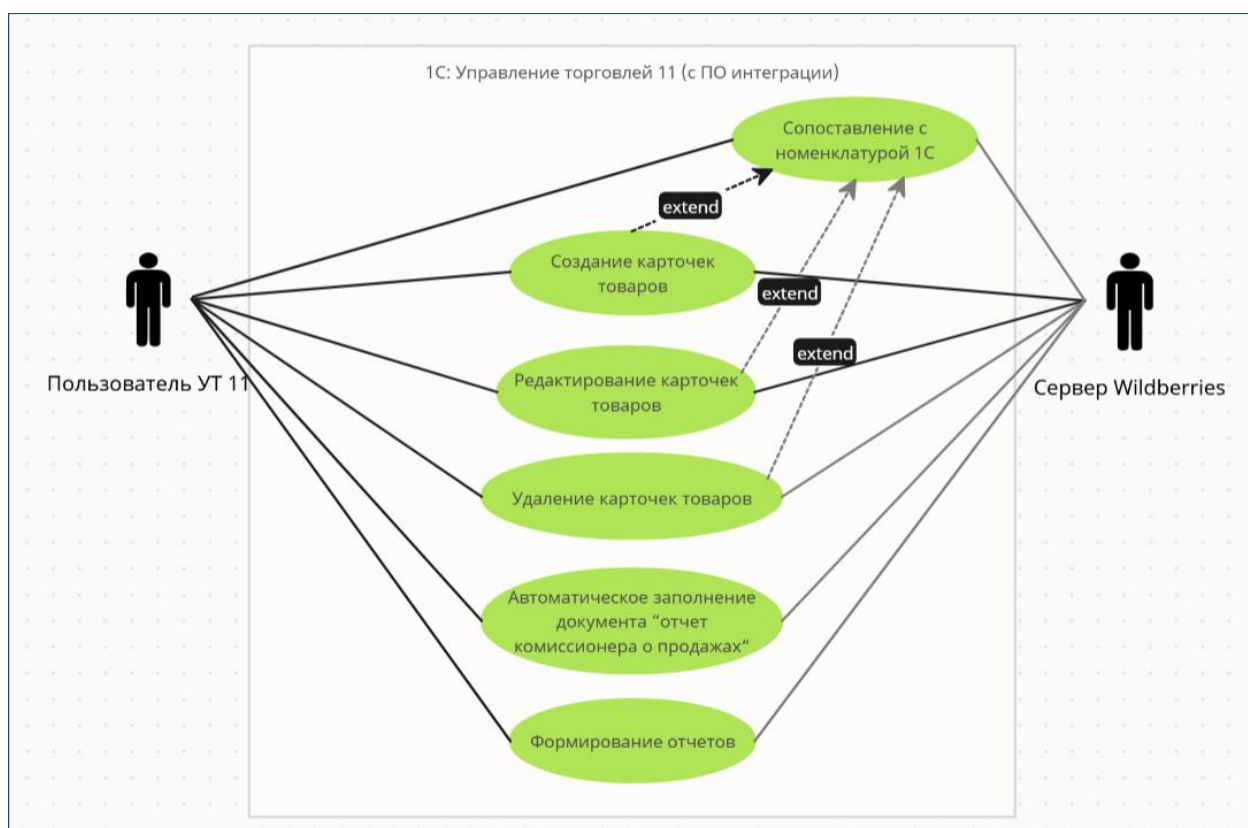 1С: Управление торговлей 11 (с ПО интеграции)
Сопоставление с
номенклатурой 1С
extend
Создание карточек
товаров
extend
extend
Редактирование карточек
товаров
Пользователь УТ 11
Сервер Wildberries
Удаление карточек товаров
Автоматическое заполнение
документа “отчет
комиссионера о продажах“
Формирование отчетов